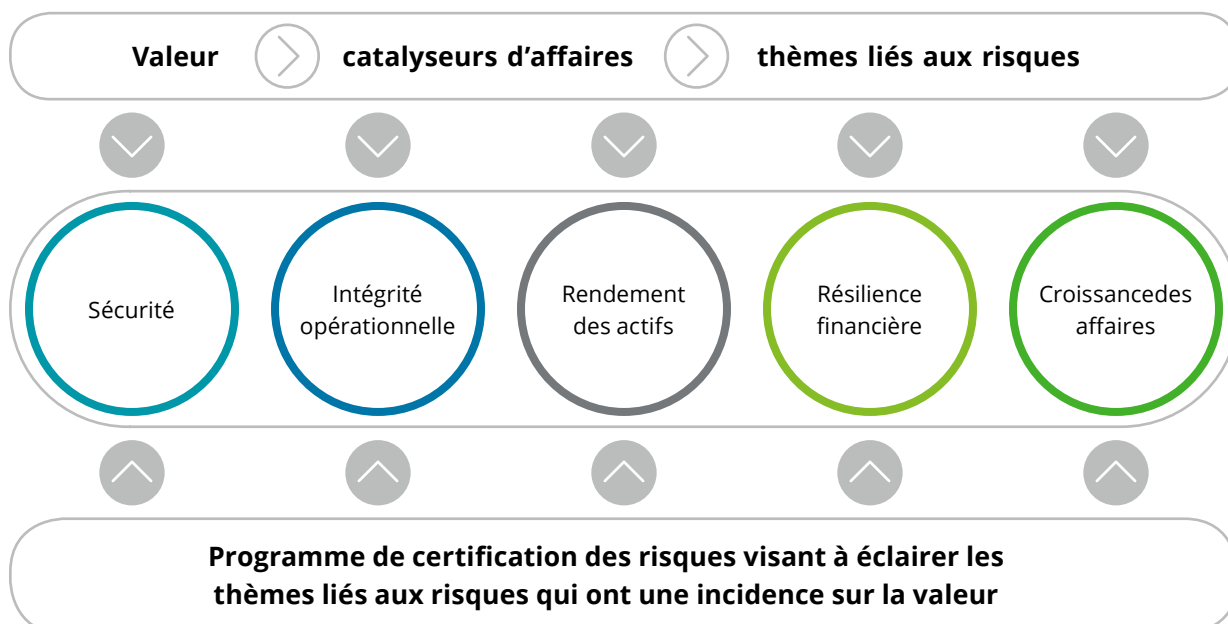 Valeur catalyseurs d'affaires thèmes liés aux risques
Sécurité
Intégrité
opérationnelle
Rendement
des actifs
Résilience
financière
Croissancedes
affaires
Programme de certification des risques visant à éclairer les
thèmes liés aux risques qui ont une incidence sur la valeur